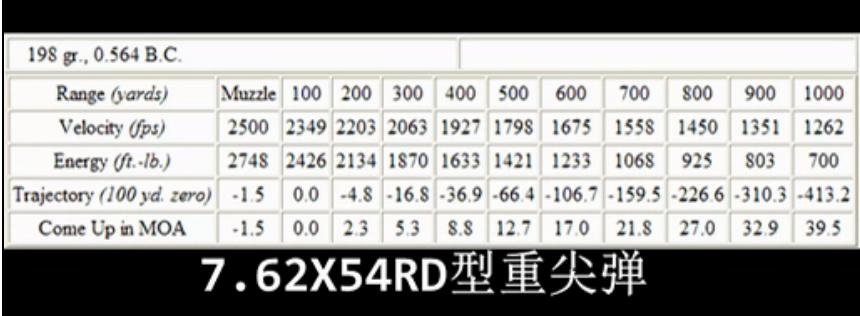 198 gr., 0.564 B.C.
Range (yards) Muzzle 100 200 300 400 500 600 700 800 900 1000
Velocity (fps) 2500 2349 2203 2063 1927 1798 1675 1558 1450 1351 1262
Energy (ft.-lb.) 2748 2426 2134 1870 1633 1421 1233 1068 925 803 700
Trajectory (100 yd. zero) -1.5 0.0 -4.8 -16.8 -36.9 -66.4 -106.7 -159.5 -226.6 -310.3 -413.2
Come Up in MOA -1.5 0.0 2.3 5.3 8.8 12.7 17.0 21.8 27.0 32.9 39.5
7.62X54RD型重尖弹